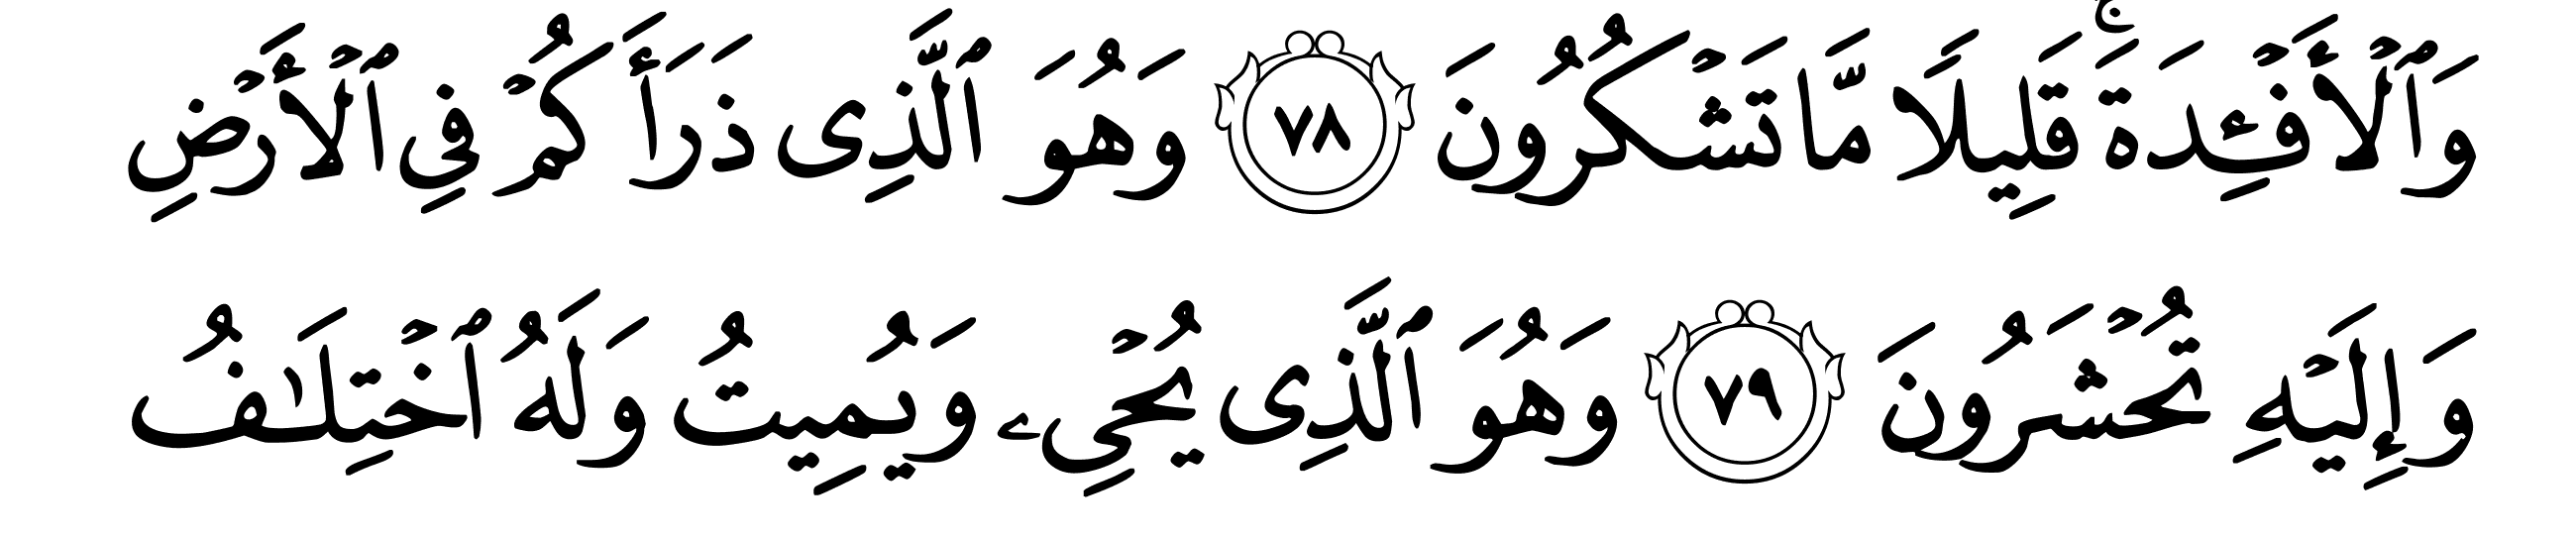 وَٱلۡأَفۡـِٔدَةَۚ قَلِيلٗا مَّا تَشۡكُرُونَ ٧٨ وَهُوَ ٱلَّذِي ذَرَأَكُمۡ فِي ٱلۡأَرۡضِ
وَإِلَيۡهِ تُحۡشَرُونَ ٧٩ وَهُوَ ٱلَّذِي يُحۡيِۦ وَيُمِيتُ وَلَهُ ٱخۡتِلَٰفُ